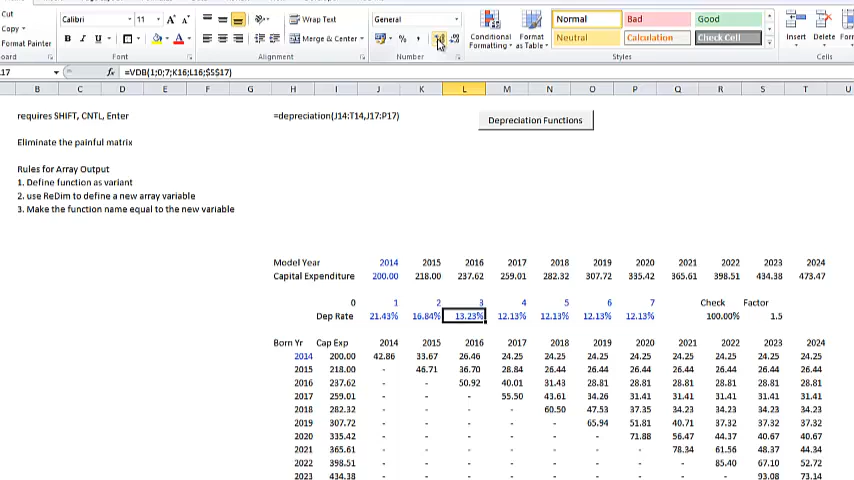 Cut
Copy
Format Painter
oard
Calibri 11 A A
B I U
A
Font
Wrap Text
Merge & Center
Alignment
General
% ,
Number
Conditional
Formatting
Format
as Table
Normal Bad Good
Neutral Calculation Check Cell
Styles
Insert Delete
Cells
17 fx =VDB(1;0;7;K16;L16;$S$17)
B C D E F G H I J K L M N O P Q R S T U
requires SHIFT, CNTL, Enter =depreciation(J14:T14,J17:P17) Depreciation Functions
Eliminate the painful matrix
Rules for Array Output
1. Define function as variant
2. use ReDim to define a new array variable
3. Make the function name equal to the new variable
Model Year 2014 2015 2016 2017 2018 2019 2020 2021 2022 2023 2024
Capital Expenditure 200.00 218.00 237.62 259.01 282.32 307.72 335.42 365.61 398.51 434.38 473.47
0 1 2 3 4 5 6 7 Check Factor
Dep Rate 21.43% 16.84% 13.23% 12.13% 12.13% 12.13% 12.13% 100.00% 1.5
Born Yr Cap Exp 2014 2015 2016 2017 2018 2019 2020 2021 2022 2023 2024
2014 200.00 42.86 33.67 26.46 24.25 24.25 24.25 24.25 24.25 24.25 24.25 24.25
2015 218.00 - 46.71 36.70 28.84 26.44 26.44 26.44 26.44 26.44 26.44 26.44
2016 237.62 - - 50.92 40.01 31.43 28.81 28.81 28.81 28.81 28.81 28.81
2017 259.01 - - - 55.50 43.61 34.26 31.41 31.41 31.41 31.41 31.41
2018 282.32 - - - - 60.50 47.53 37.35 34.23 34.23 34.23 34.23
2019 307.72 - - - - - 65.94 51.81 40.71 37.32 37.32 37.32
2020 335.42 - - - - - - 71.88 56.47 44.37 40.67 40.67
2021 365.61 - - - - - - - 78.34 61.56 48.37 44.34
2022 398.51 - - - - - - - - 85.40 67.10 52.72
2023 434.38 - - - - - - - - - 93.08 73.14